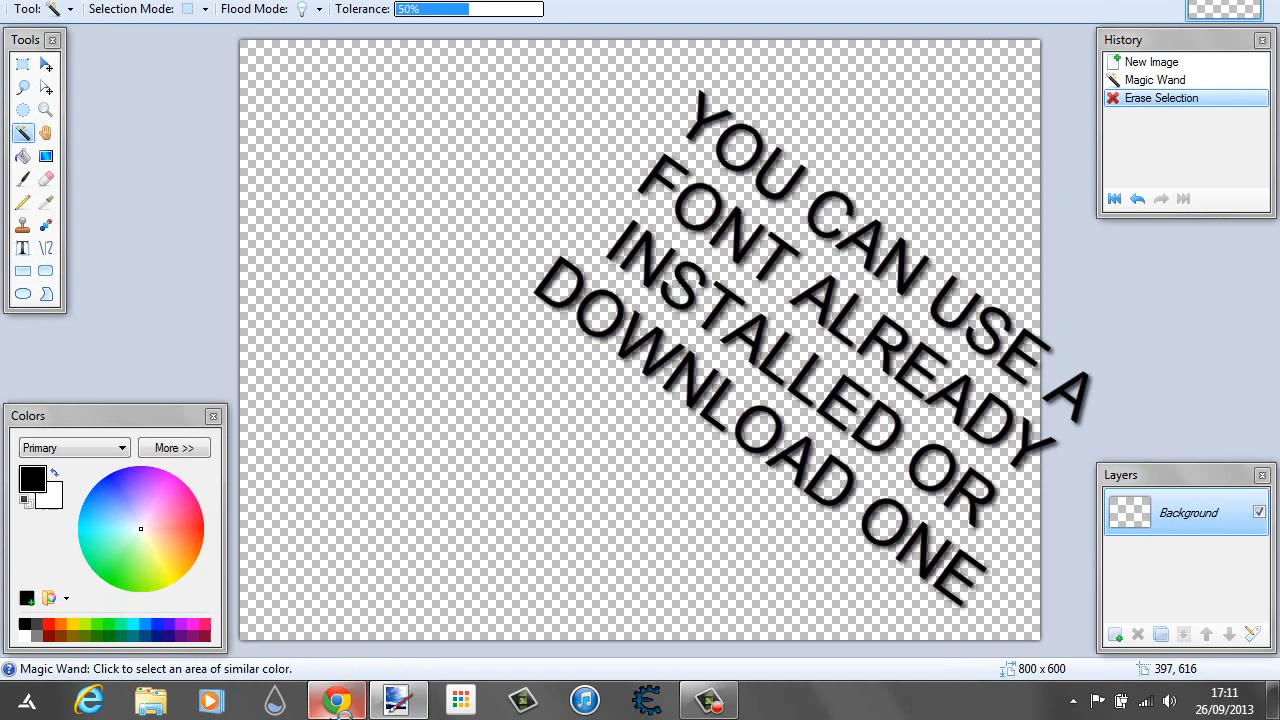 Tool:
Selection Mode:
Flood Mode:
Tolerance:
50%
Tools
History
New Image
Magic Wand
Erase Selection
YOU CAN USE A
FONT ALREADY
INSTALLED OR
DOWNLOAD ONE
Colors
Primary
More >>
Layers
Background
Magic Wand: Click to select an area of similar color.
800 x 600
397, 616
17:11
26/09/2013